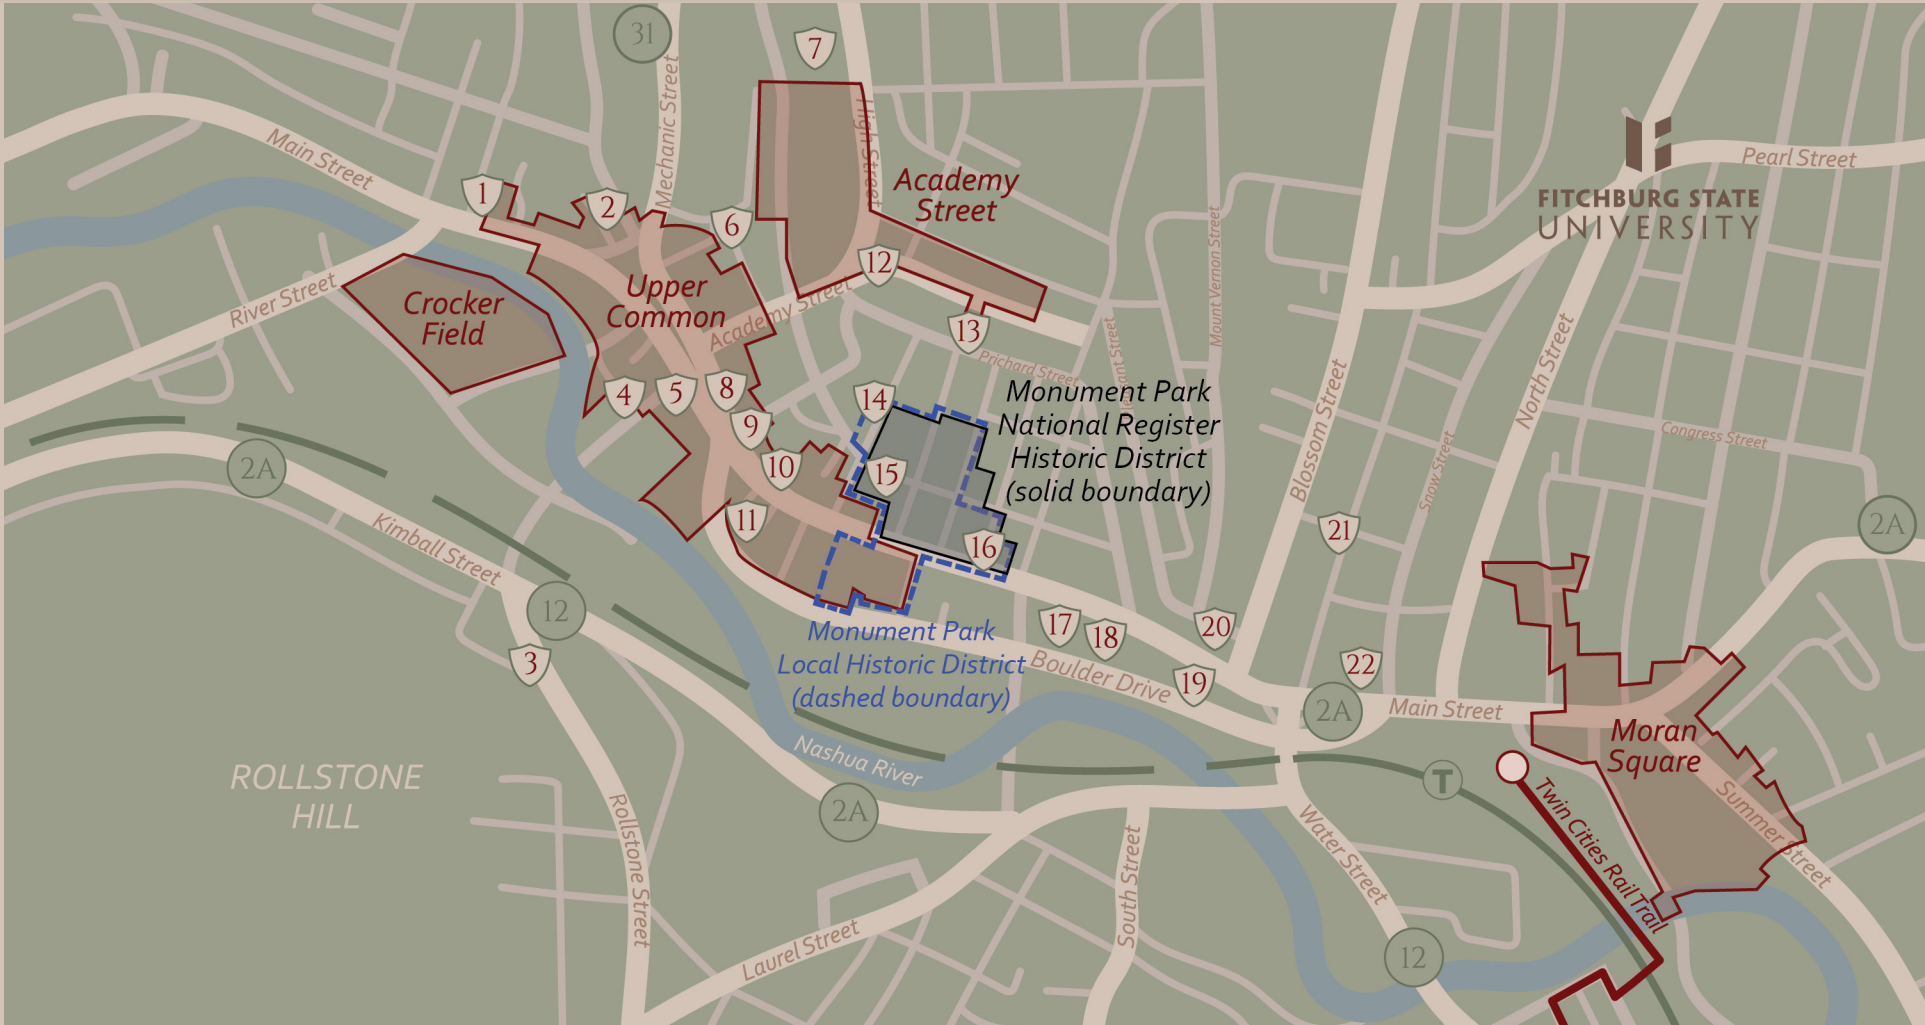 31
7
Main Street
Mechanic Street
High Street
Pearl Street
FITCHBURG STATE
UNIVERSITY
Academy
Street
1
2
6
12
River Street
Crocker
Field
Upper
Common
Academy Street
13
Prichard Street
Pleasant Street
Mount Vernon Street
North Street
Blossom Street
Snow Street
Congress Street
4
5
8
9
10
11
14
15
16
Monument Park
National Register
Historic District
(solid boundary)
2A
2A
21
Kimball Street
12
3
Monument Park
Local Historic District
(dashed boundary)
17
18
19
20
22
Boulder Drive
2A
Main Street
Moran
Square
Nashua River
ROLLSTONE
HILL
2A
T
Twin Cities Rail Trail
Summer Street
Rollstone Street
Water Street
South Street
Laurel Street
12